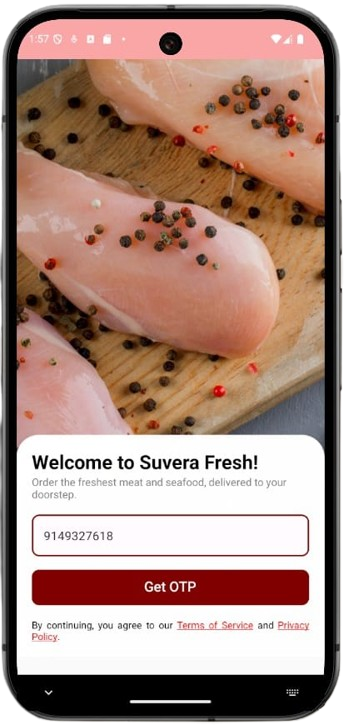 1:57
Welcome to Suvera Fresh!
Order the freshest meat and seafood, delivered to your
doorstep.
9149327618
Get OTP
By continuing, you agree to our Terms of Service and Privacy
Policy.